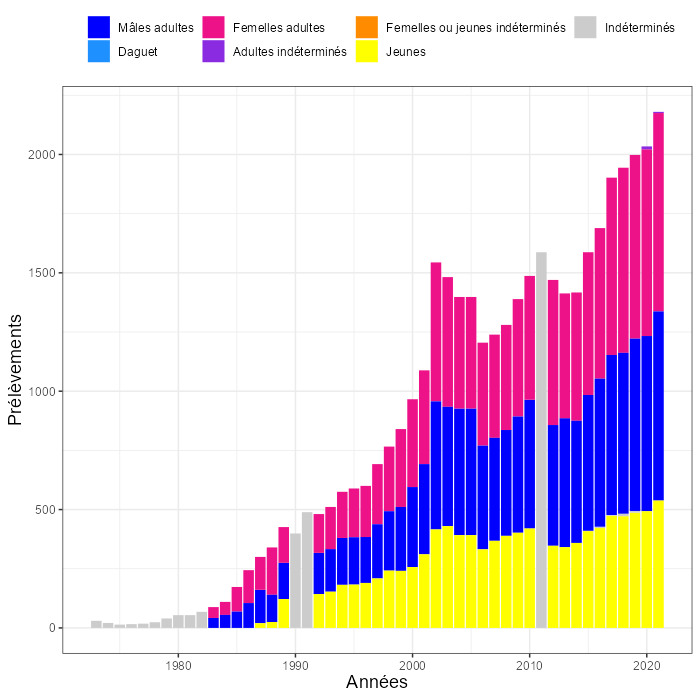 Mâles adultes Femelles adultes Femelles ou jeunes indéterminés Indéterminés
Daguet Adultes indéterminés Jeunes
2000
1500
1000
500
0
Prélèvements
1980 1990 2000 2010 2020
Années